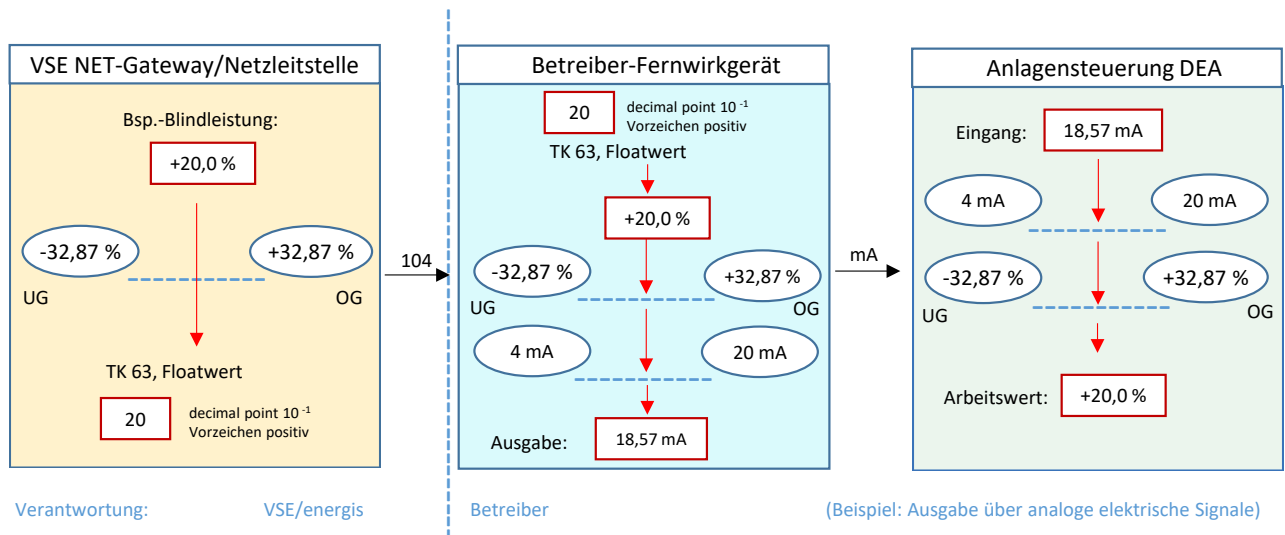 VSE NET-Gateway/Netzleitstelle
Bsp.-Blindleistung:
+20,0 %
-32,87 %
+32,87 %
UG
OG
TK 63, Floatwert
20
decimal point 10 -1
Vorzeichen positiv
104
Betreiber-Fernwirkgerät
20
decimal point 10 -1
Vorzeichen positiv
TK 63, Floatwert
+20,0 %
-32,87 %
+32,87 %
UG
OG
4 mA
20 mA
Ausgabe:
18,57 mA
mA
Anlagensteuerung DEA
Eingang:
18,57 mA
4 mA
20 mA
-32,87 %
+32,87 %
UG
OG
Arbeitswert:
+20,0 %
Verantwortung:
VSE/energis
Betreiber
(Beispiel: Ausgabe über analoge elektrische Signale)